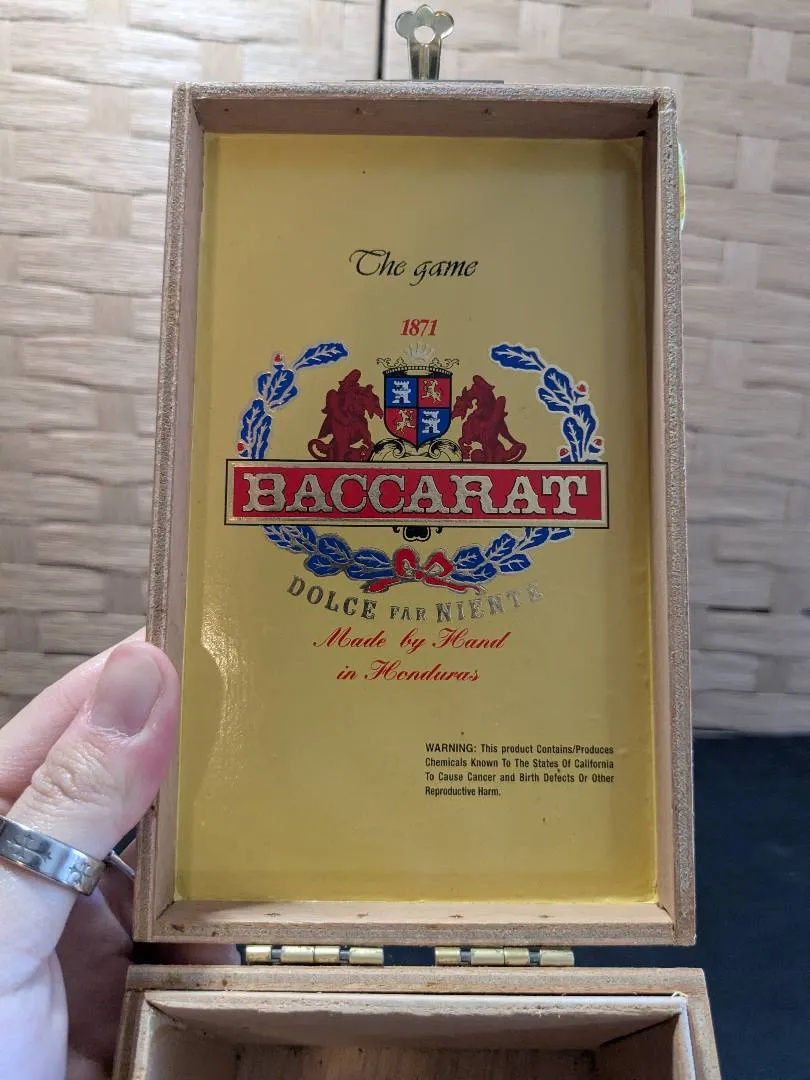 The game
1871
BACCARAT
DOLCE FAR NIENTE
Made by Hand
in Honduras
WARNING: This product Contains/Produces
Chemicals Known To The States Of California
To Cause Cancer and Birth Defects Or Other
Reproductive Harm.